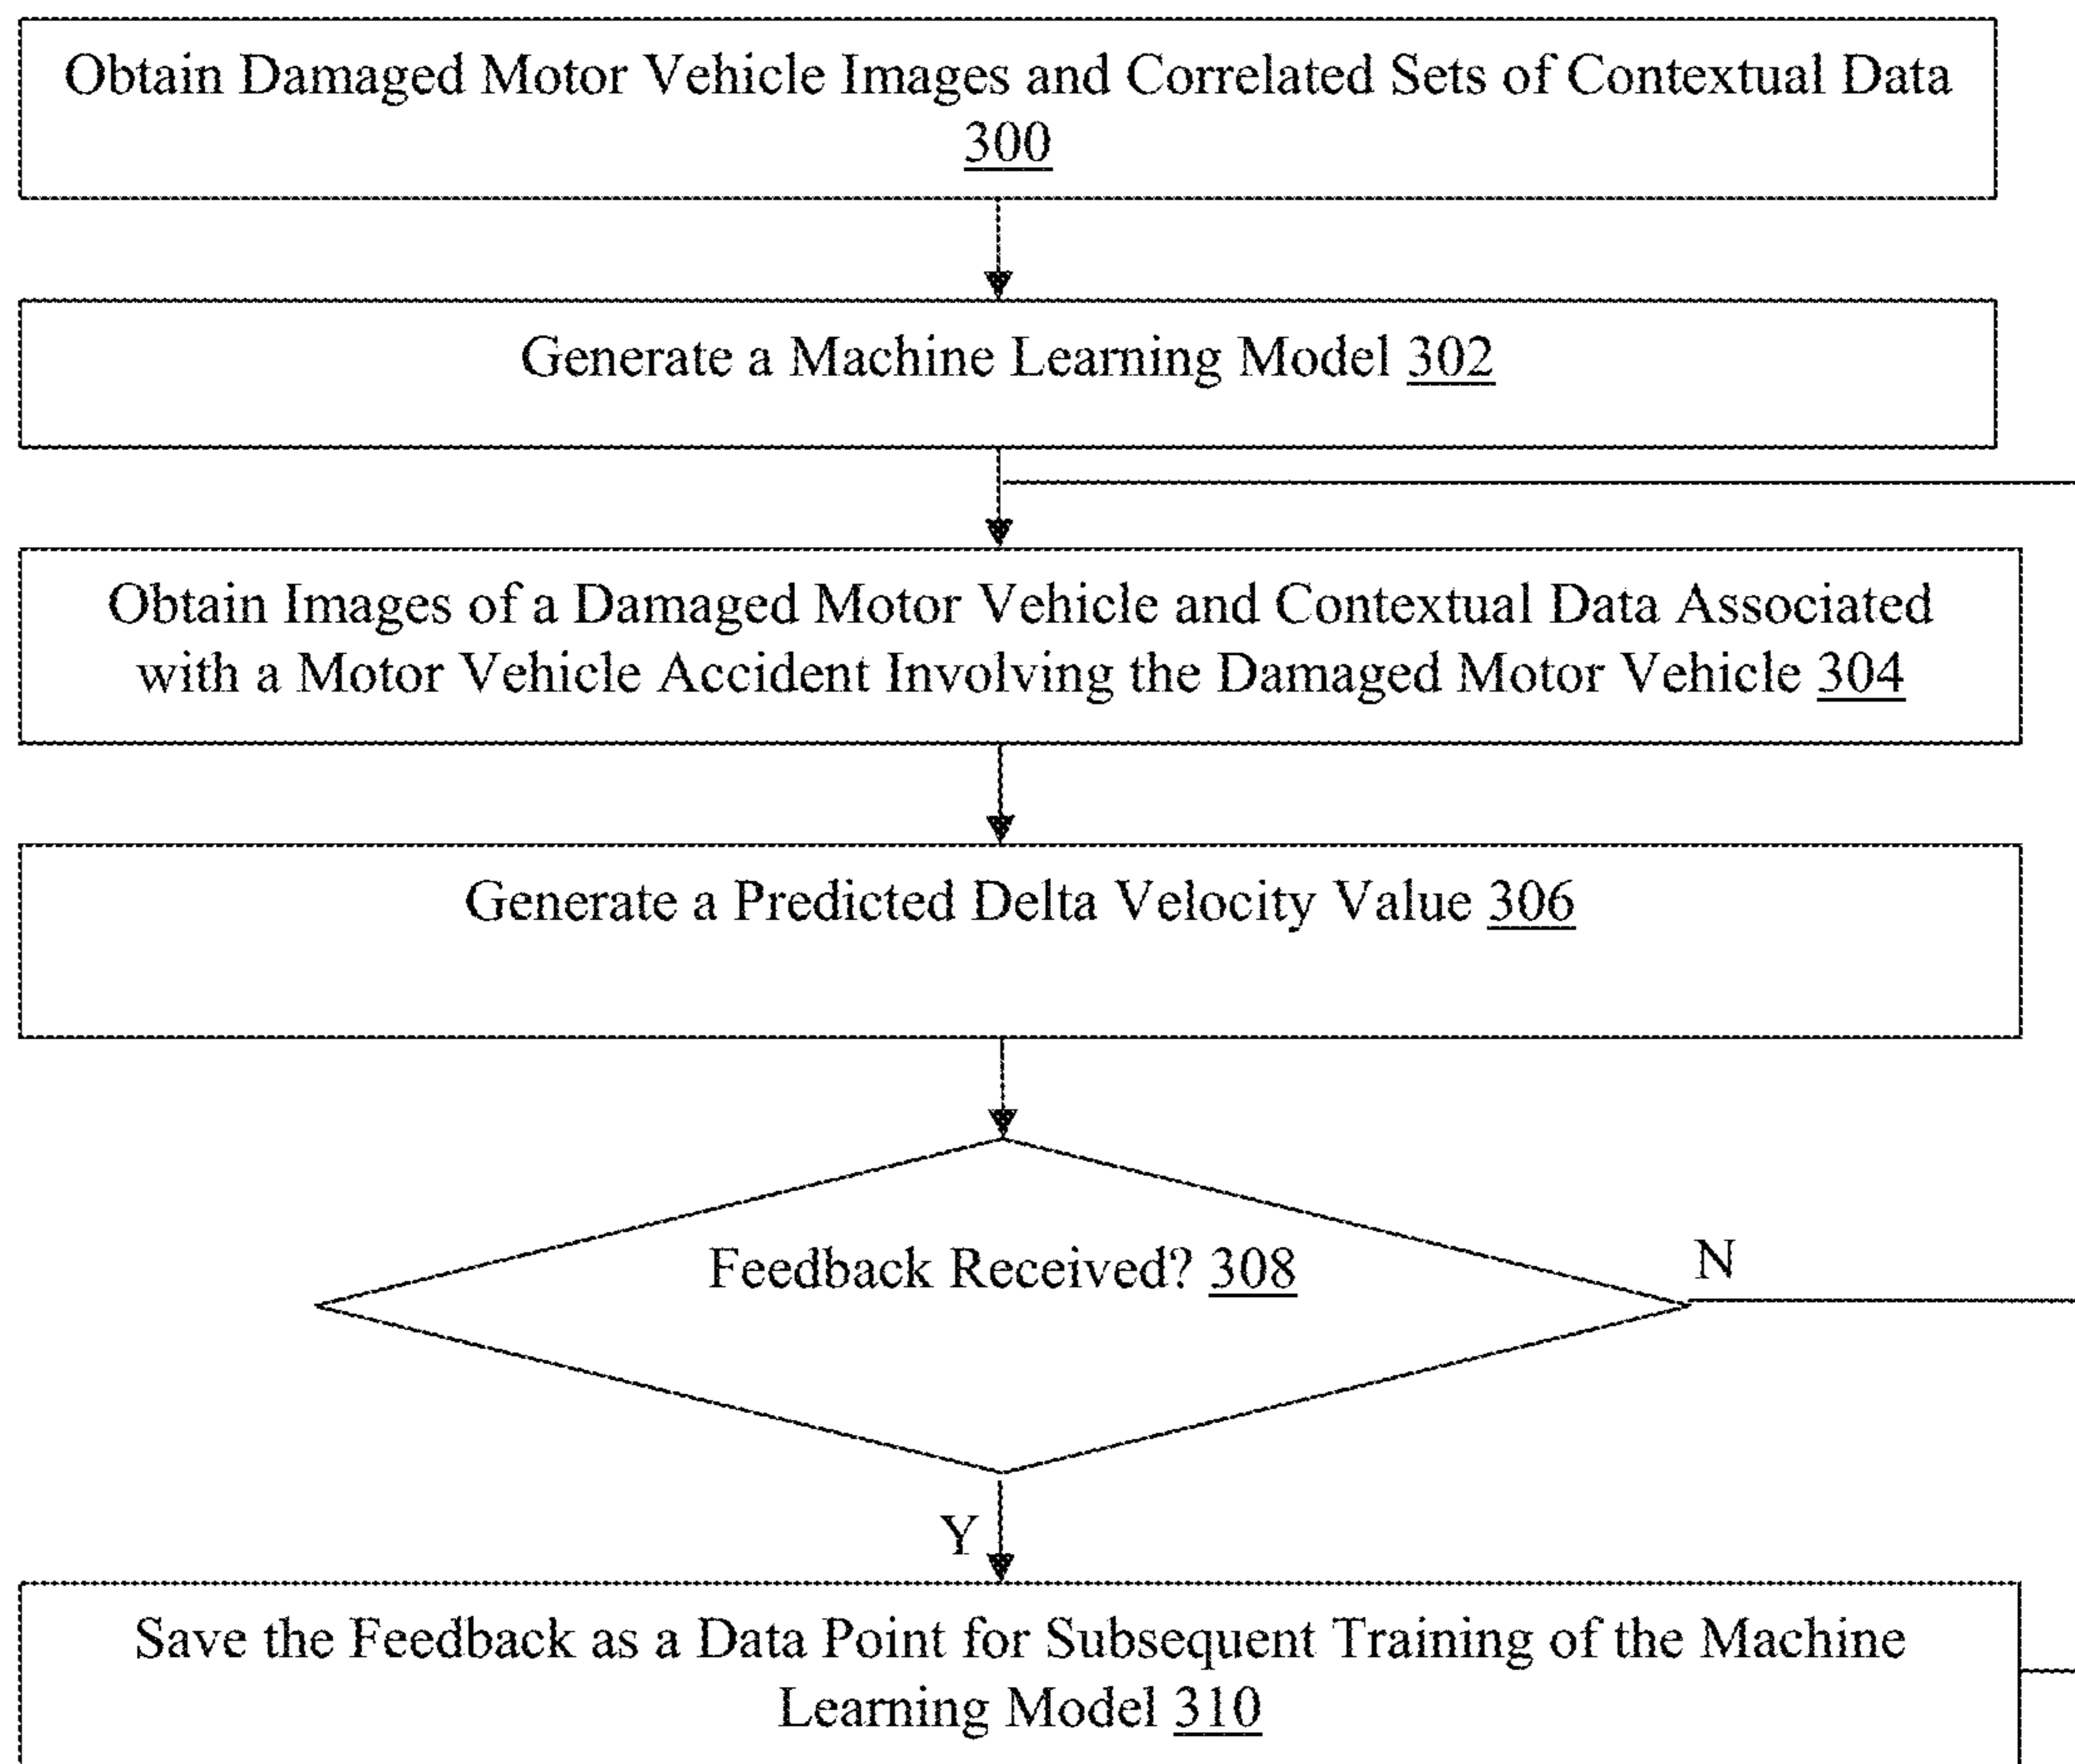 Obtain Damaged Motor Vehicle Images and Correlated Sets of Contextual Data
300
Generate a Machine Learning Model 302
Obtain Images of a Damaged Motor Vehicle and Contextual Data Associated
with a Motor Vehicle Accident Involving the Damaged Motor Vehicle 304
Generate a Predicted Delta Velocity Value 306
Feedback Received? 308
N
Y
Save the Feedback as a Data Point for Subsequent Training of the Machine
Learning Model 310